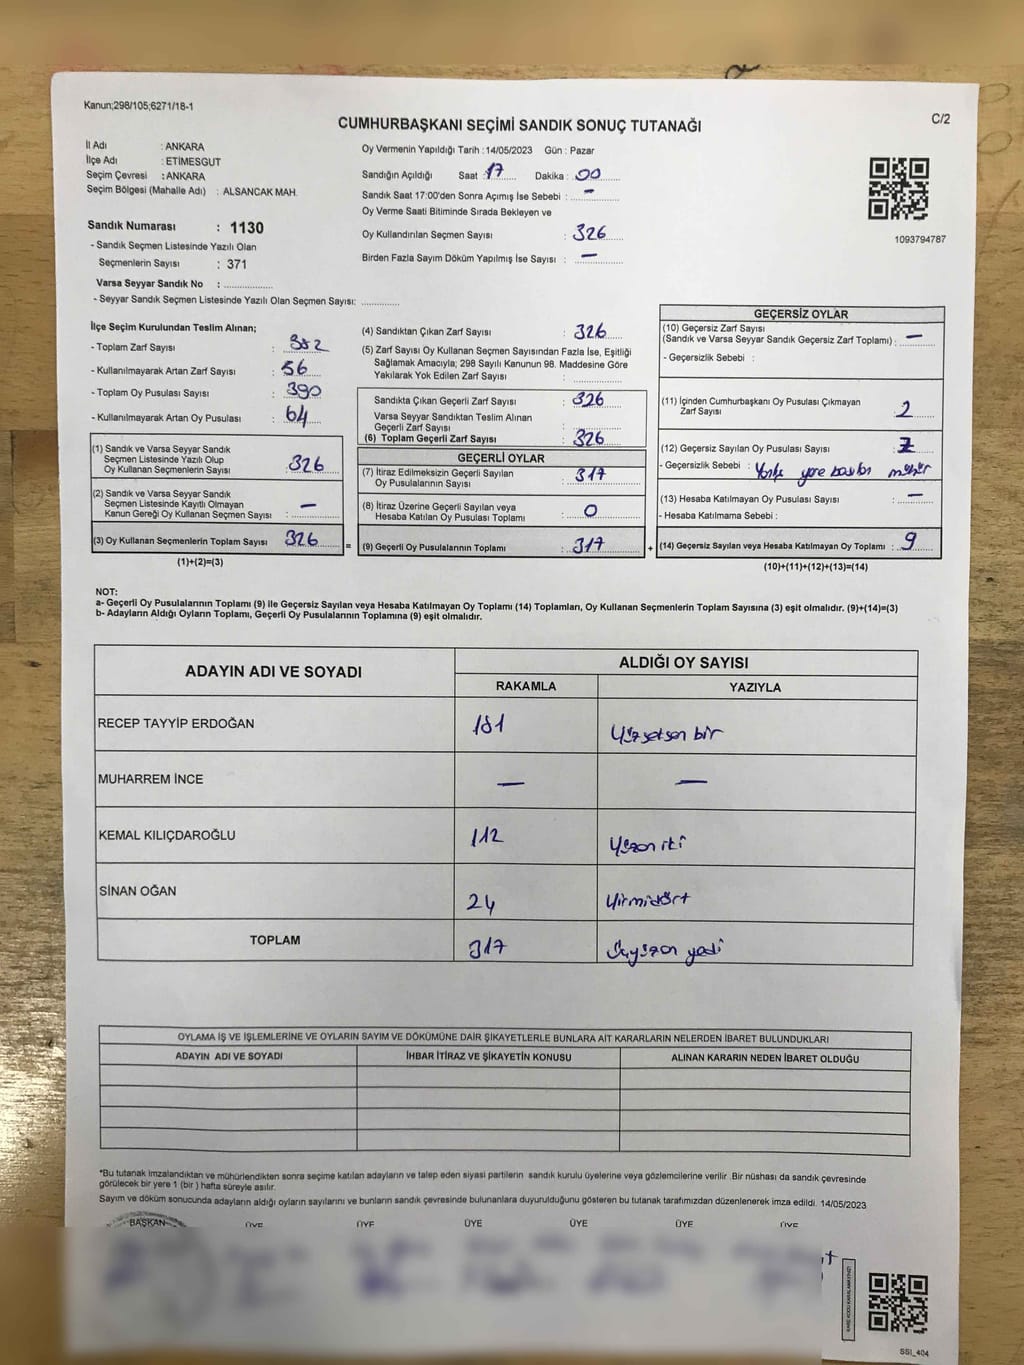 Kanun;298/105;6271/18-1
C/2
CUMHURBAŞKANI SEÇİMİ SANDIK SONUÇ TUTANAĞI
İl Adı : ANKARA
İlçe Adı : ETİMESGUT
Seçim Çevresi : ANKARA
Seçim Bölgesi (Mahalle Adı) : ALSANCAK MAH.
Sandık Numarası : 1130
- Sandık Seçmen Listesinde Yazılı Olan
Seçmenlerin Sayısı : 371
Varsa Seyyar Sandık No : ..............
- Seyyar Sandık Seçmen Listesinde Yazılı Olan Seçmen Sayısı: ............
Oy Vermenin Yapıldığı Tarih : 14/05/2023 Gün : Pazar
Sandığın Açıldığı Saat : 17 Dakika : 00
Sandık Saat 17:00'den Sonra Açımış İse Sebebi : —
Oy Verme Saati Bitiminde Sırada Bekleyen ve
Oy Kullandırılan Seçmen Sayısı : 326
Birden Fazla Sayım Döküm Yapılmış İse Sayısı : —
1093794787
İlçe Seçim Kurulundan Teslim Alınan;
- Toplam Zarf Sayısı : 382
- Kullanılmayarak Artan Zarf Sayısı : 56
- Toplam Oy Pusulası Sayısı : 390
- Kullanılmayarak Artan Oy Pusulası : 64
(1) Sandık ve Varsa Seyyar Sandık
Seçmen Listesinde Yazılı Olup
Oy Kullanan Seçmenlerin Sayısı : 326
(2) Sandık ve Varsa Seyyar Sandık
Seçmen Listesinde Kayıtlı Olmayan
Kanun Gereği Oy Kullanan Seçmen Sayısı : —
(3) Oy Kullanan Seçmenlerin Toplam Sayısı : 326 =
(1)+(2)=(3)
(4) Sandıktan Çıkan Zarf Sayısı : 326
(5) Zarf Sayısı Oy Kullanan Seçmen Sayısından Fazla İse, Eşitliği
Sağlamak Amacıyla; 298 Sayılı Kanunun 98. Maddesine Göre
Yakılarak Yok Edilen Zarf Sayısı : ..............
Sandıkta Çıkan Geçerli Zarf Sayısı : 326
Varsa Seyyar Sandıktan Teslim Alınan
Geçerli Zarf Sayısı : ..............
(6) Toplam Geçerli Zarf Sayısı : 326
GEÇERLİ OYLAR
(7) İtiraz Edilmeksizin Geçerli Sayılan
Oy Pusulalarının Sayısı : 317
(8) İtiraz Üzerine Geçerli Sayılan veya
Hesaba Katılan Oy Pusulası Toplamı : 0
(9) Geçerli Oy Pusulalarının Toplamı : 317 +
GEÇERSİZ OYLAR
(10) Geçersiz Zarf Sayısı
(Sandık ve Varsa Seyyar Sandık Geçersiz Zarf Toplamı) : —
- Geçersizlik Sebebi :
(11) İçinden Cumhurbaşkanı Oy Pusulası Çıkmayan
Zarf Sayısı : 2
(12) Geçersiz Sayılan Oy Pusulası Sayısı : 7
- Geçersizlik Sebebi : Yanlış yere basılan mühür
(13) Hesaba Katılmayan Oy Pusulası Sayısı : —
- Hesaba Katılmama Sebebi :
(14) Geçersiz Sayılan veya Hesaba Katılmayan Oy Toplamı : 9
(10)+(11)+(12)+(13)=(14)
NOT:
a- Geçerli Oy Pusulalarının Toplamı (9) ile Geçersiz Sayılan veya Hesaba Katılmayan Oy Toplamı (14) Toplamları, Oy Kullanan Seçmenlerin Toplam Sayısına (3) eşit olmalıdır. (9)+(14)=(3)
b- Adayların Aldığı Oyların Toplamı, Geçerli Oy Pusulalarının Toplamına (9) eşit olmalıdır.
ADAYIN ADI VE SOYADI
ALDIĞI OY SAYISI
RAKAMLA YAZIYLA
RECEP TAYYİP ERDOĞAN 181 Yüzseksen bir
MUHARREM İNCE — —
KEMAL KILIÇDAROĞLU 112 Yüzon iki
SİNAN OĞAN 24 Yirmidört
TOPLAM 317 Üçyüzon yedi
OYLAMA İŞ VE İŞLEMLERİNE VE OYLARIN SAYIM VE DÖKÜMÜNE DAİR ŞİKAYETLERLE BUNLARA AİT KARARLARIN NELERDEN İBARET BULUNDUKLARI
ADAYIN ADI VE SOYADI İHBAR İTİRAZ VE ŞİKAYETİN KONUSU ALINAN KARARIN NEDEN İBARET OLDUĞU
*Bu tutanak imzalandıktan ve mühürlendikten sonra seçime katılan adayların ve talep eden siyasi partilerin sandık kurulu üyelerine veya gözlemcilerine verilir. Bir nüshası da sandık çevresinde
görülecek bir yere 1 (bir ) hafta süreyle asılır.
Sayım ve döküm sonucunda adayların aldığı oyların sayılarını ve bunların sandık çevresinde bulunanlara duyurulduğunu gösteren bu tutanak tarafımızdan düzenlenerek imza edildi. 14/05/2023
BAŞKAN ÜYE ÜYE ÜYE ÜYE ÜYE ÜYE
SSI_404